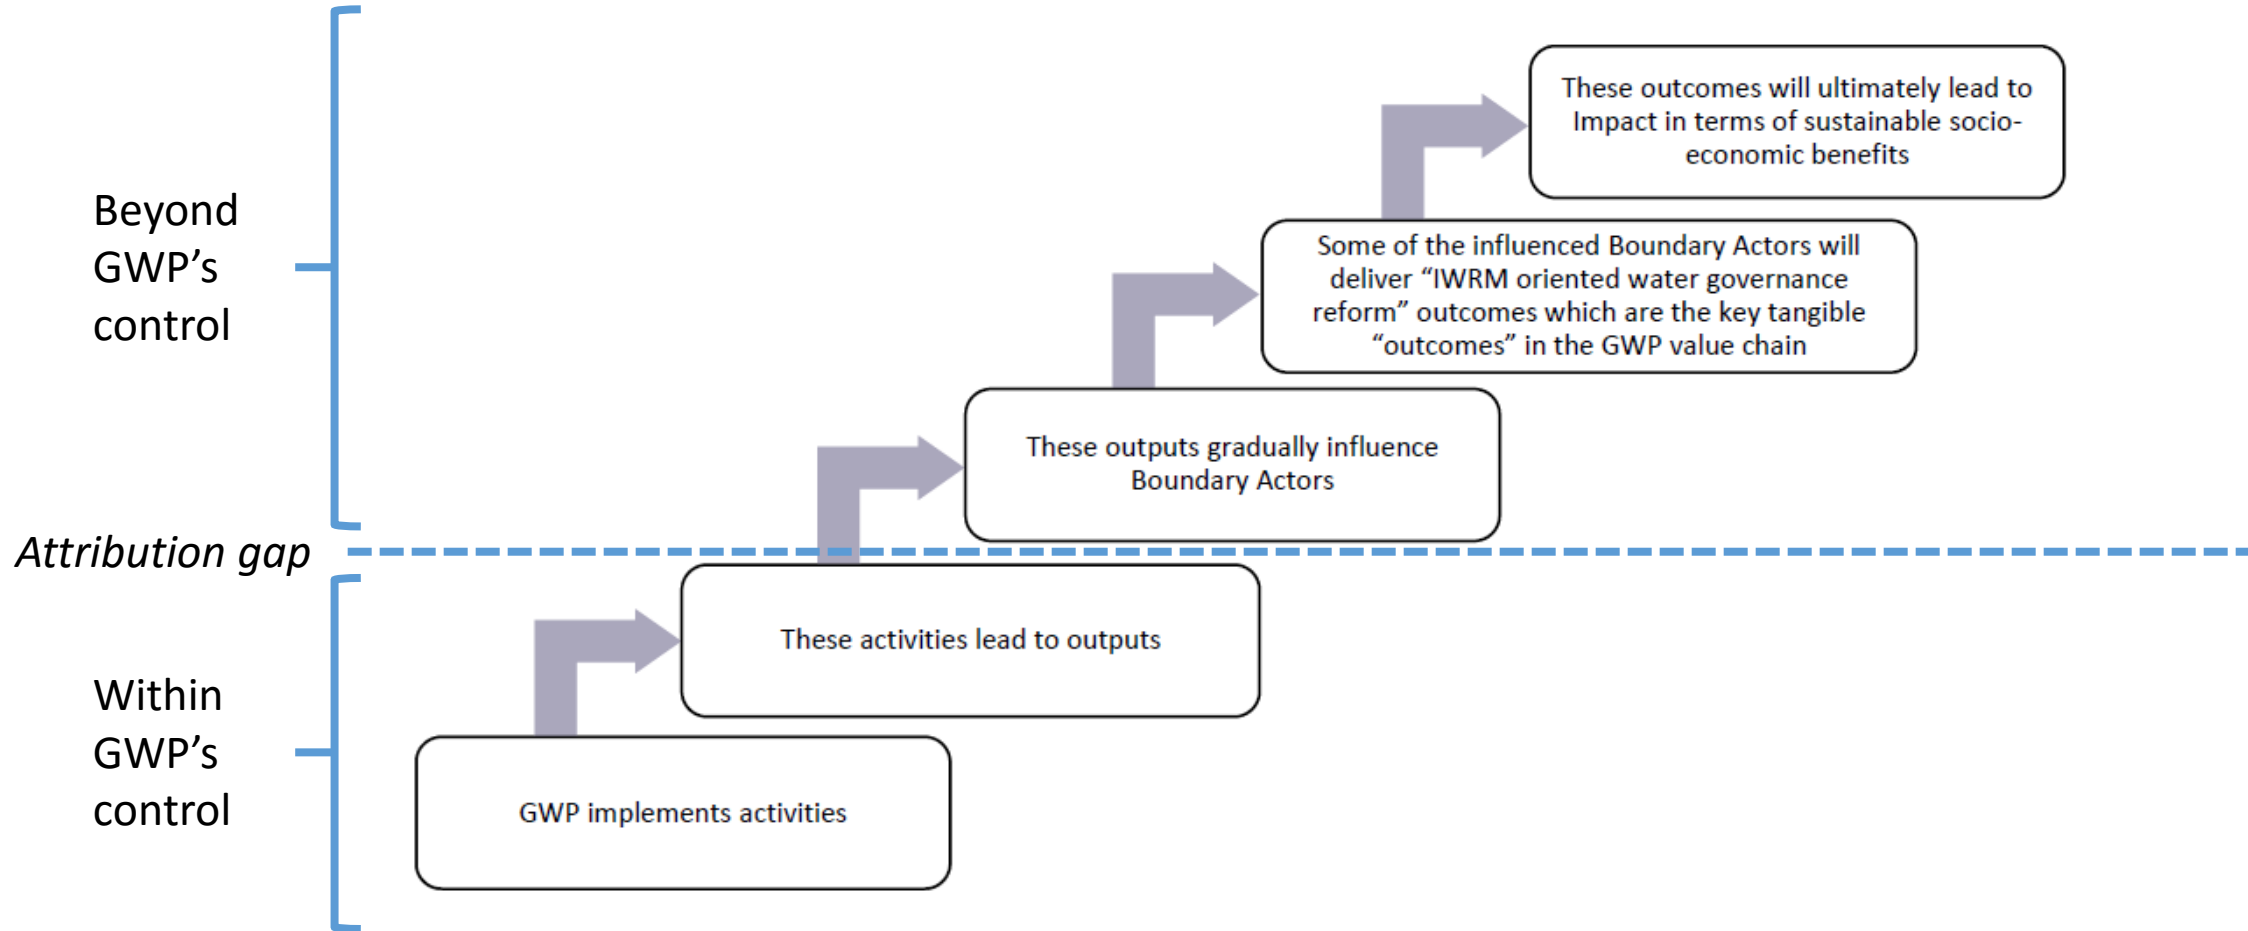 These outcomes will ultimately lead to
Impact in terms of sustainable socio-
economic benefits
Beyond
GWP’s
control
Some of the influenced Boundary Actors will
deliver “IWRM oriented water governance
reform” outcomes which are the key tangible
“outcomes” in the GWP value chain
These outputs gradually influence
Boundary Actors
Attribution gap
These activities lead to outputs
Within
GWP’s
control
GWP implements activities